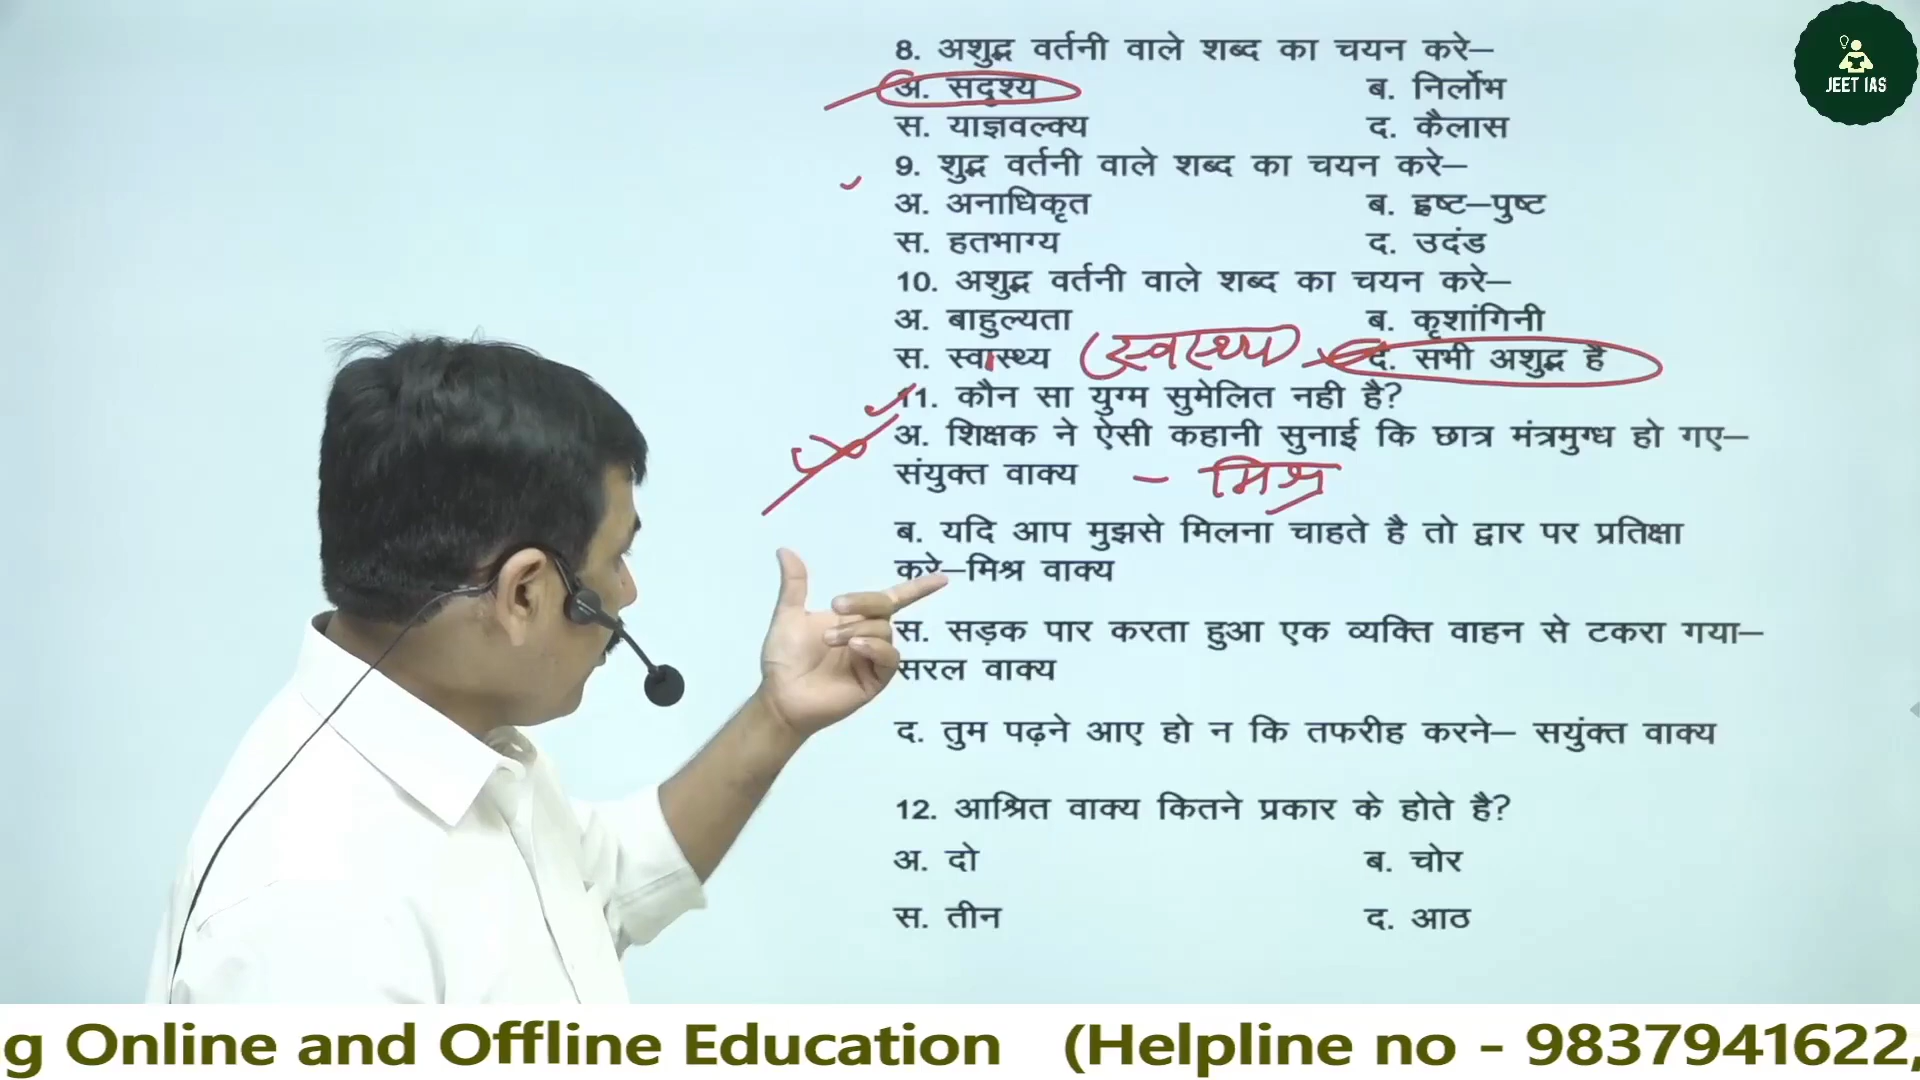 8. अशुद्ध वर्तनी वाले शब्द का चयन करे–
अ. सदृश्य ब. निर्लोभ
स. याज्ञवल्क्य द. कैलास
9. शुद्ध वर्तनी वाले शब्द का चयन करे–
अ. अनाधिकृत ब. ह्रष्ट–पुष्ट
स. हतभाग्य द. उदंड
10. अशुद्ध वर्तनी वाले शब्द का चयन करे–
अ. बाहुल्यता ब. कृशांगिनी
स. स्वास्थ्य (स्वास्थ्य) द. सभी अशुद्ध है
11. कौन सा युग्म सुमेलित नही है?
अ. शिक्षक ने ऐसी कहानी सुनाई कि छात्र मंत्रमुग्ध हो गए–
संयुक्त वाक्य – मिश्र
ब. यदि आप मुझसे मिलना चाहते है तो द्वार पर प्रतिक्षा
करे–मिश्र वाक्य
स. सड़क पार करता हुआ एक व्यक्ति वाहन से टकरा गया–
सरल वाक्य
द. तुम पढ़ने आए हो न कि तफरीह करने– सयुंक्त वाक्य
12. आश्रित वाक्य कितने प्रकार के होते है?
अ. दो ब. चोर
स. तीन द. आठ
JEET IAS
g Online and Offline Education (Helpline no - 9837941622,